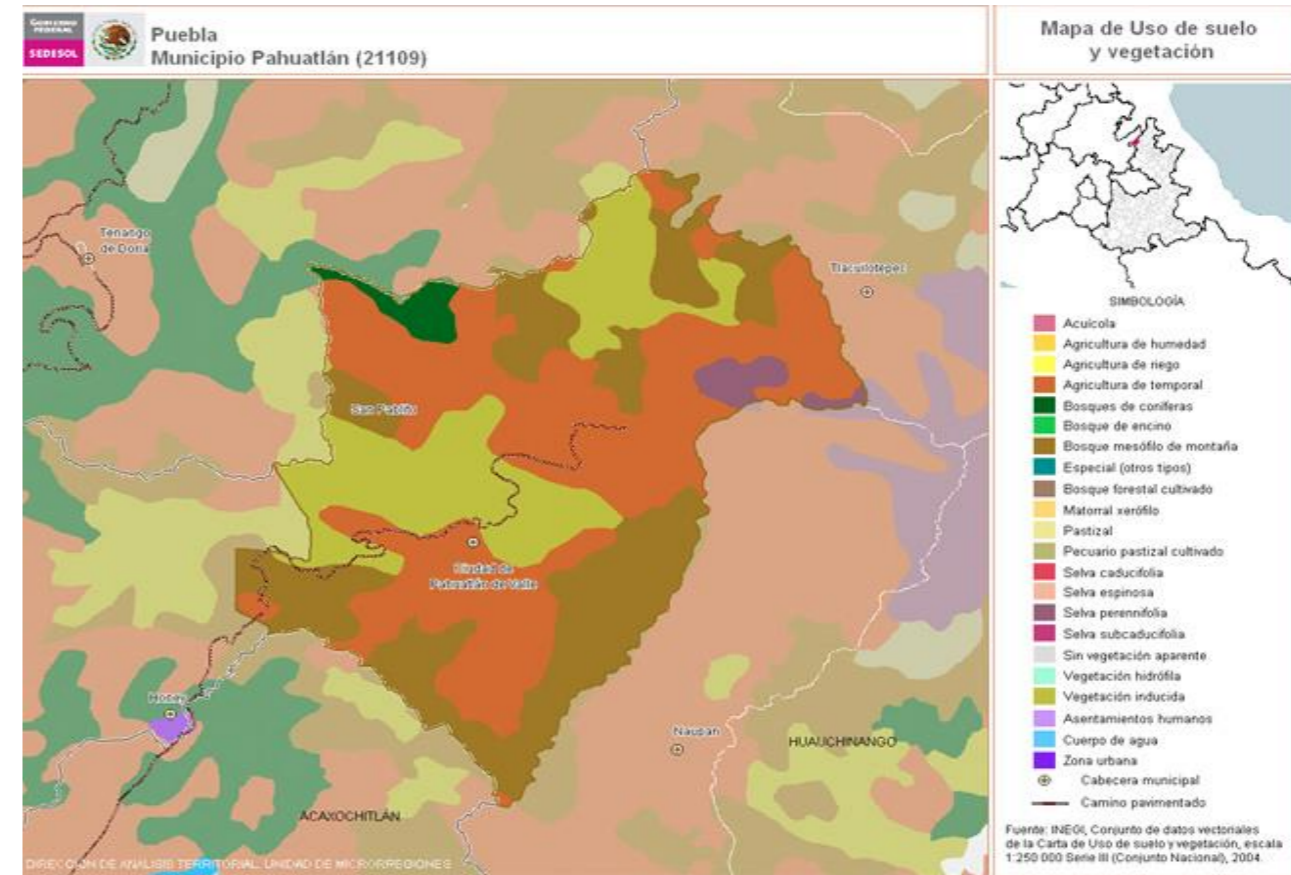 GOBIERNO
FEDERAL
SEDESOL
Puebla
Municipio Pahuatlán (21109)
Mapa de Uso de suelo
y vegetación
Tenango
de Doria
Tlacuilotepec
San Pablito
Ciudad de
Pahuatlán de Valle
Honey
Naupan
HUAUCHINANGO
ACAXOCHITLÁN
DIRECCIÓN DE ANÁLISIS TERRITORIAL, UNIDAD DE MICRORREGIONES
SIMBOLOGÍA
Acuícola
Agricultura de humedad
Agricultura de riego
Agricultura de temporal
Bosques de coníferas
Bosque de encino
Bosque mesófilo de montaña
Especial (otros tipos)
Bosque forestal cultivado
Matorral xerófilo
Pastizal
Pecuario pastizal cultivado
Selva caducifolia
Selva espinosa
Selva perennifolia
Selva subcaducifolia
Sin vegetación aparente
Vegetación hidrófila
Vegetación inducida
Asentamientos humanos
Cuerpo de agua
Zona urbana
Cabecera municipal
Camino pavimentado
Fuente: INEGI, Conjunto de datos vectoriales
de la Carta de Uso de suelo y vegetación, escala
1:250 000 Serie III (Conjunto Nacional), 2004.